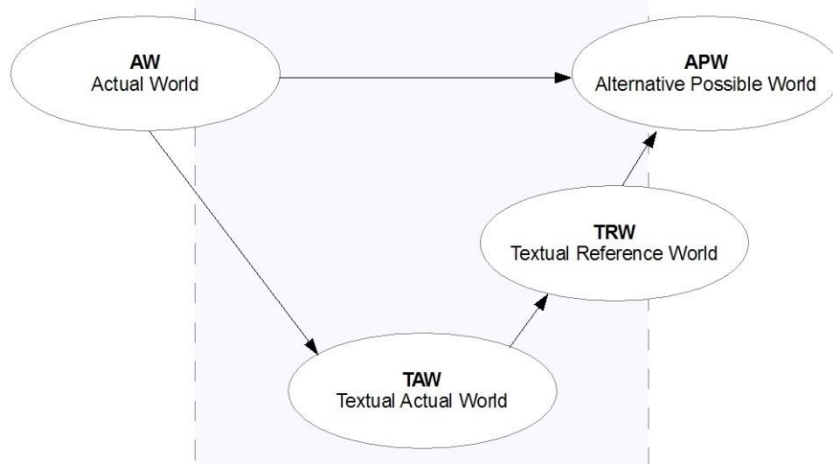 AW
Actual World
APW
Alternative Possible World
TRW
Textual Reference World
TAW
Textual Actual World